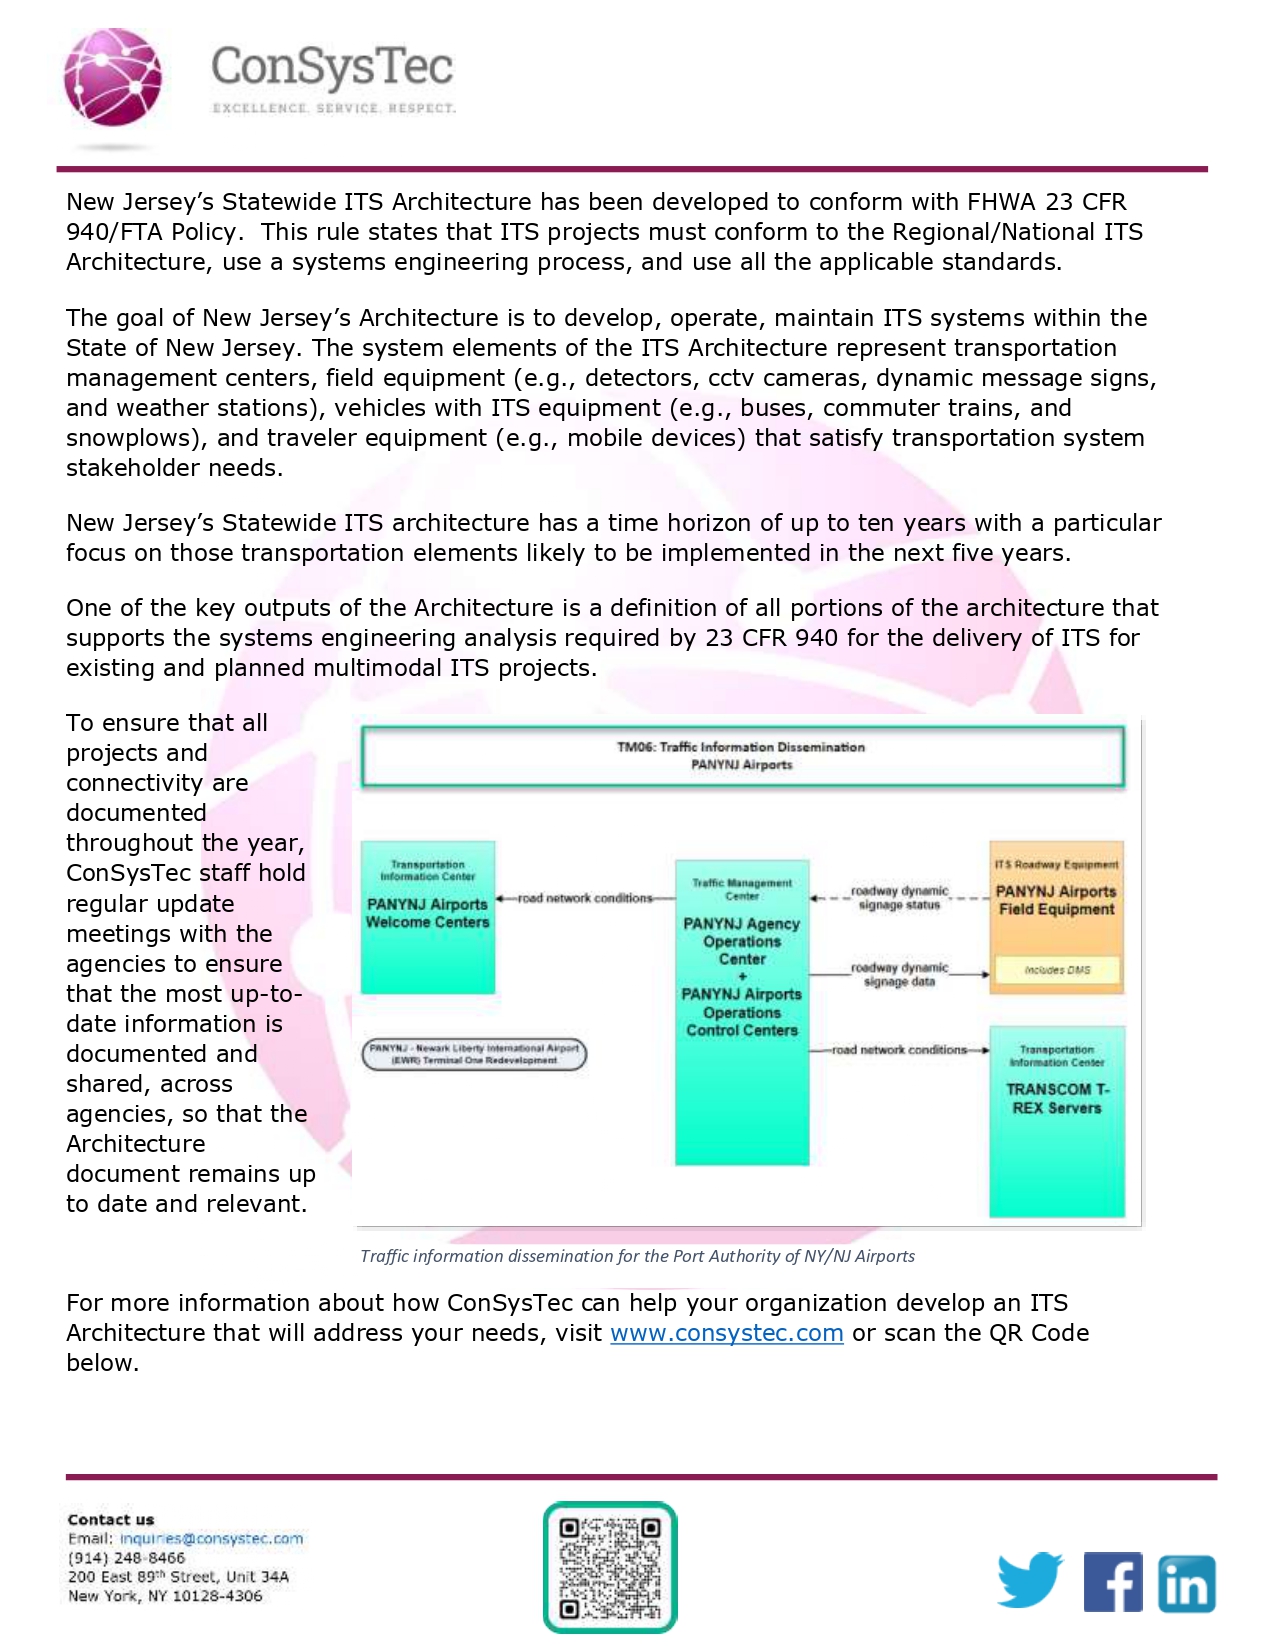 ConSysTec
EXCELLENCE. SERVICE. RESPECT.
New Jersey’s Statewide ITS Architecture has been developed to conform with FHWA 23 CFR
940/FTA Policy.  This rule states that ITS projects must conform to the Regional/National ITS
Architecture, use a systems engineering process, and use all the applicable standards.
The goal of New Jersey’s Architecture is to develop, operate, maintain ITS systems within the
State of New Jersey. The system elements of the ITS Architecture represent transportation
management centers, field equipment (e.g., detectors, cctv cameras, dynamic message signs,
and weather stations), vehicles with ITS equipment (e.g., buses, commuter trains, and
snowplows), and traveler equipment (e.g., mobile devices) that satisfy transportation system
stakeholder needs.
New Jersey’s Statewide ITS architecture has a time horizon of up to ten years with a particular
focus on those transportation elements likely to be implemented in the next five years.
One of the key outputs of the Architecture is a definition of all portions of the architecture that
supports the systems engineering analysis required by 23 CFR 940 for the delivery of ITS for
existing and planned multimodal ITS projects.
To ensure that all
projects and
connectivity are
documented
throughout the year,
ConSysTec staff hold
regular update
meetings with the
agencies to ensure
that the most up-to-
date information is
documented and
shared, across
agencies, so that the
Architecture
document remains up
to date and relevant.
TM06: Traffic Information Dissemination
PANYNJ Airports
Transportation
Information Center
PANYNJ Airports
Welcome Centers
road network conditions
Traffic Management
Center
PANYNJ Agency
Operations
Center
+
PANYNJ Airports
Operations
Control Centers
roadway dynamic
signage status
roadway dynamic
signage data
road network conditions
ITS Roadway Equipment
PANYNJ Airports
Field Equipment
Includes DMS
PANYNJ - Newark Liberty International Airport
(EWR) Terminal One Redevelopment
Transportation
Information Center
TRANSCOM T-
REX Servers
Traffic information dissemination for the Port Authority of NY/NJ Airports
For more information about how ConSysTec can help your organization develop an ITS
Architecture that will address your needs, visit www.consystec.com or scan the QR Code
below.
Contact us
Email: inquiries@consystec.com
(914) 248-8466
200 East 89th Street, Unit 34A
New York, NY 10128-4306